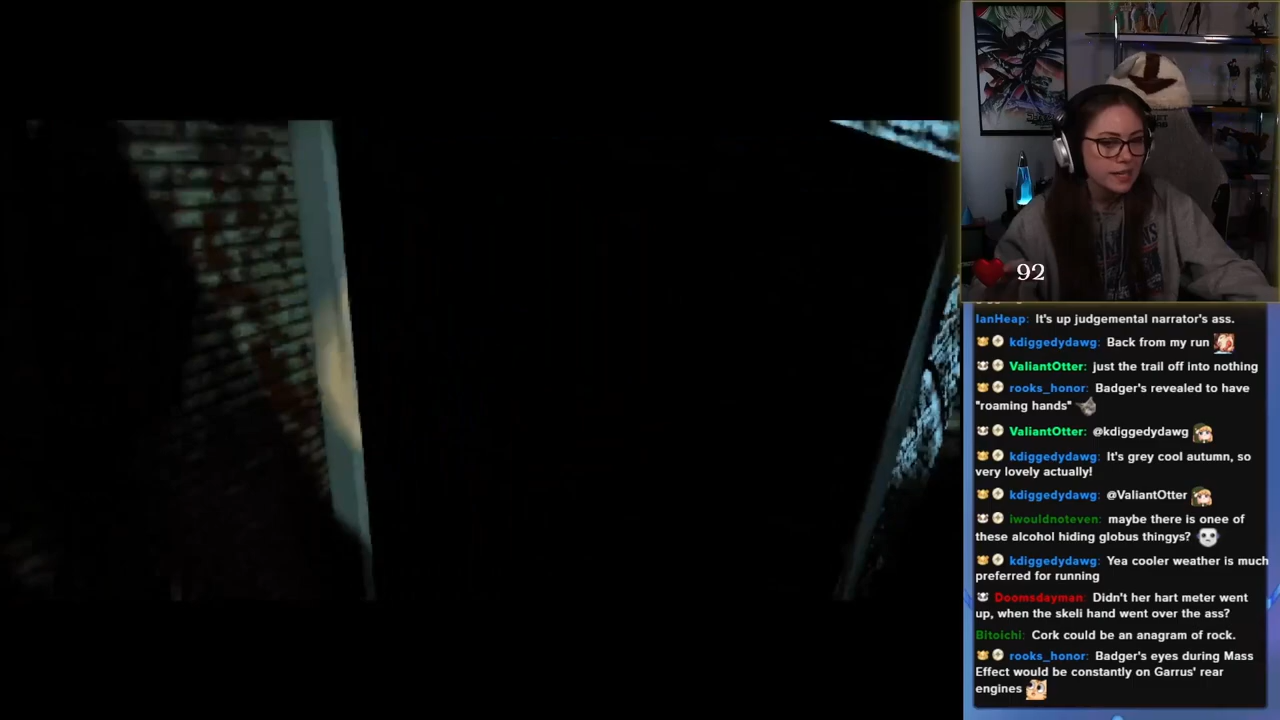 92
IanHeap: It's up judgemental narrator's ass.
kdiggedydawg: Back from my run
ValiantOtter: just the trail off into nothing
rooks_honor: Badger's revealed to have
"roaming hands"
ValiantOtter: @kdiggedydawg
kdiggedydawg: It's grey cool autumn, so
very lovely actually!
kdiggedydawg: @ValiantOtter
iwouldnoteven: maybe there is onee of
these alcohol hiding globus thingys?
kdiggedydawg: Yea cooler weather is much
preferred for running
Doomsdayman: Didn't her hart meter went
up, when the skeli hand went over the ass?
Bitoichi: Cork could be an anagram of rock.
rooks_honor: Badger's eyes during Mass
Effect would be constantly on Garrus' rear
engines